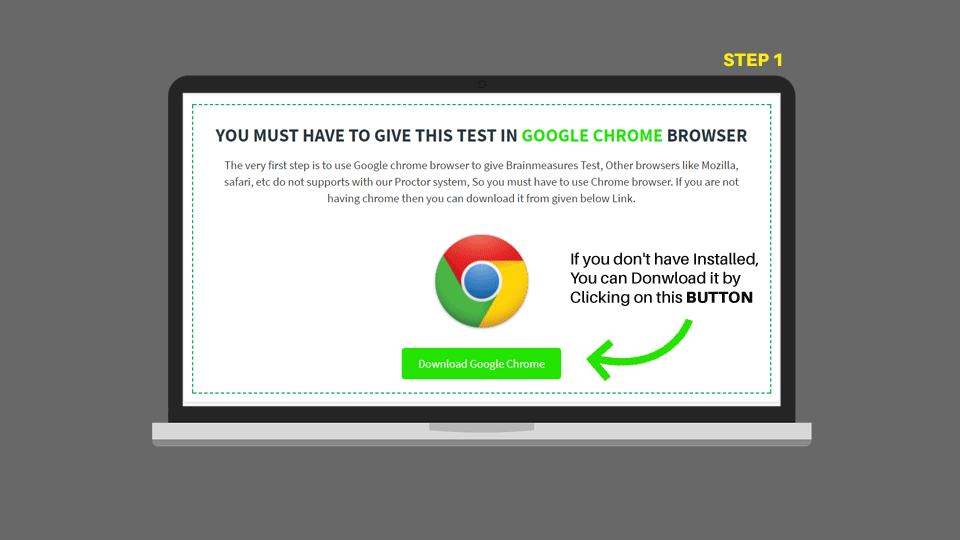 STEP 1
YOU MUST HAVE TO GIVE THIS TEST IN GOOGLE CHROME BROWSER
The very first step is to use Google chrome browser to give Brainmeasures Test, Other browsers like Mozilla,
safari, etc do not supports with our Proctor system, So you must have to use Chrome browser. If you are not
having chrome then you can download it from given below Link.
If you don't have Installed,
You can Donwload it by
Clicking on this BUTTON
Download Google Chrome